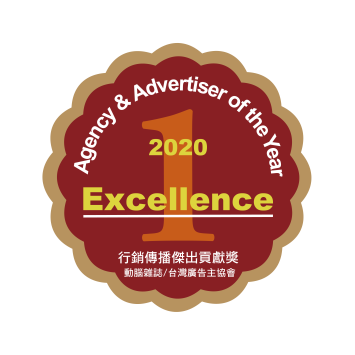 Agency & Advertiser of the Year
1
2020
Excellence
行銷傳播傑出貢獻獎
動腦雜誌/台灣廣告主協會